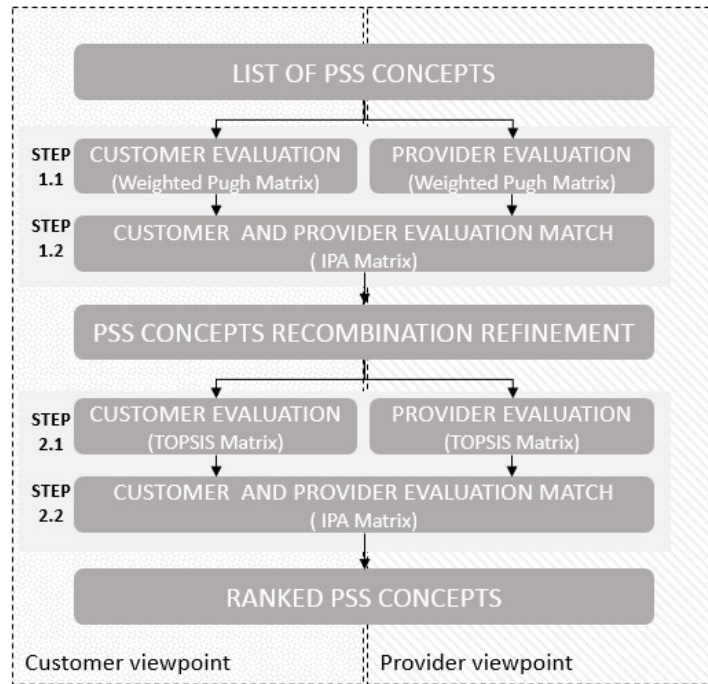 LIST OF PSS CONCEPTS
STEP
1.1
CUSTOMER EVALUATION
(Weighted Pugh Matrix)
PROVIDER EVALUATION
(Weighted Pugh Matrix)
STEP
1.2
CUSTOMER AND PROVIDER EVALUATION MATCH
( IPA Matrix)
PSS CONCEPTS RECOMBINATION REFINEMENT
STEP
2.1
CUSTOMER EVALUATION
(TOPSIS Matrix)
PROVIDER EVALUATION
(TOPSIS Matrix)
STEP
2.2
CUSTOMER AND PROVIDER EVALUATION MATCH
( IPA Matrix)
RANKED PSS CONCEPTS
Customer viewpoint
Provider viewpoint